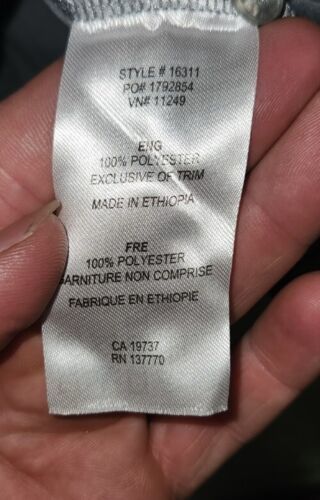 STYLE # 16311
PO# 1792854
VN# 11249
ENG
100% POLYESTER
EXCLUSIVE OF TRIM
MADE IN ETHIOPIA
FRE
100% POLYESTER
GARNITURE NON COMPRISE
FABRIQUE EN ETHIOPIE
CA 19737
RN 137770